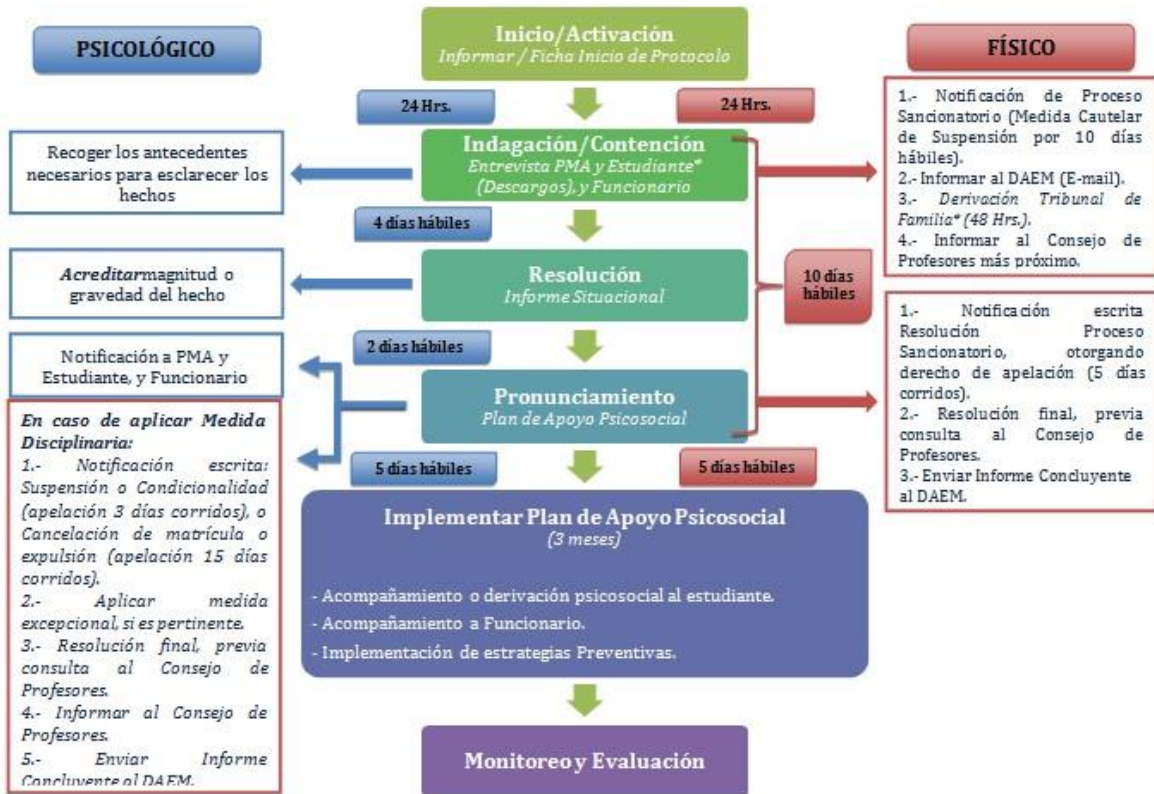 PSICOLÓGICO
Inicio/Activación
Informar / Ficha Inicio de Protocolo
FÍSICO
24 Hrs.
24 Hrs.
Recoger los antecedentes
necesarios para esclarecer los
hechos
Indagación/Contención
Entrevista PMA y Estudiante*
(Descargos), y Funcionario
1.- Notificación de Proceso
Sancionatorio (Medida Cautelar
de Suspensión por 10 días
hábiles).
2.- Informar al DAEM (E-mail).
3.- Derivación Tribunal de
Familia* (48 Hrs.).
4.- Informar al Consejo de
Profesores más próximo.
4 días hábiles
Acreditarmagnitud o
gravedad del hecho
Resolución
Informe Situacional
10 días
hábiles
2 días hábiles
Notificación a PMA y
Estudiante, y Funcionario
Pronunciamiento
Plan de Apoyo Psicosocial
1.- Notificación escrita
Resolución Proceso
Sancionatorio, otorgando
derecho de apelación (5 días
corridos).
2.- Resolución final, previa
consulta al Consejo de
Profesores.
3.- Enviar Informe Concluyente
al DAEM.
En caso de aplicar Medida
Disciplinaria:
1.- Notificación escrita:
Suspensión o Condicionalidad
(apelación 3 días corridos), o
Cancelación de matrícula o
expulsión (apelación 15 días
corridos).
2.- Aplicar medida
excepcional, si es pertinente.
3.- Resolución final, previa
consulta al Consejo de
Profesores.
4.- Informar al Consejo de
Profesores.
5.- Enviar Informe
Concluyente al DAEM.
5 días hábiles
5 días hábiles
Implementar Plan de Apoyo Psicosocial
(3 meses)
- Acompañamiento o derivación psicosocial al estudiante.
- Acompañamiento a Funcionario.
- Implementación de estrategias Preventivas.
Monitoreo y Evaluación